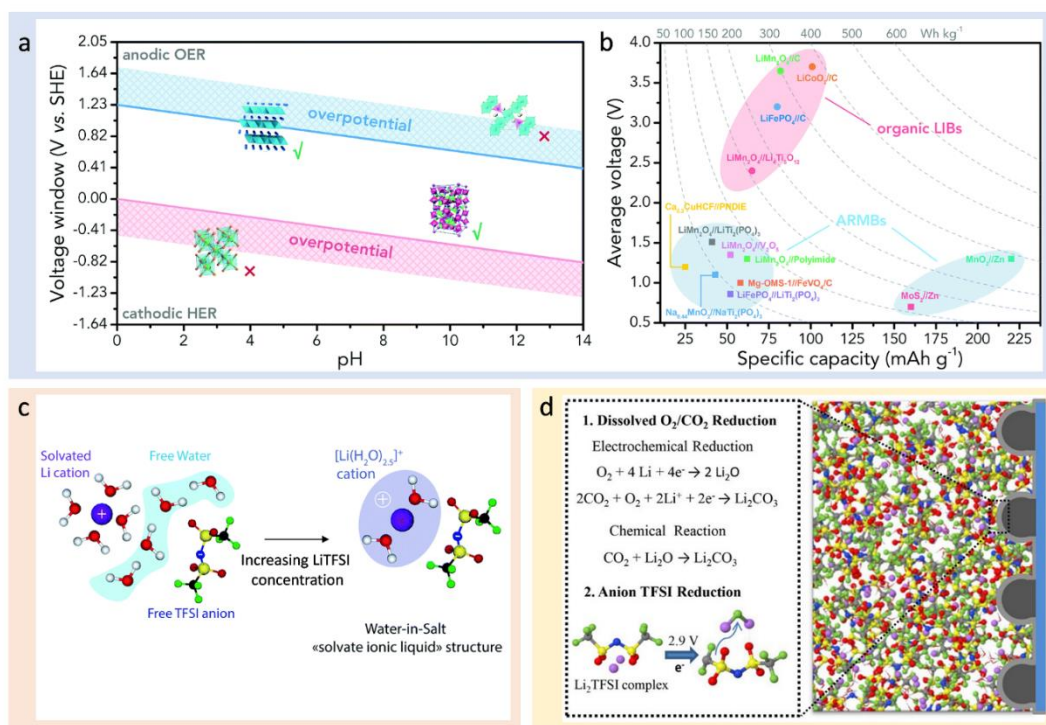 a
2.05
1.64
1.23
0.82
0.41
0.00
-0.41
-0.82
-1.23
-1.64
Voltage window (V vs. SHE)
anodic OER
overpotential
overpotential
cathodic HER
0 2 4 6 8 10 12 14
pH
b
50 100 150 200 300 400 600 Wh kg⁻¹
4.0
3.5
3.0
2.5
2.0
1.5
1.0
0.5
Average voltage (V)
LiMn₂O₄//C
LiCoO₂//C
LiFePO₄//C
organic LIBs
LiMn₂O₄//Li₄Ti₅O₁₂
ARMBs
LiMn₂O₄//LiTi₂(PO₄)₃
LiMn₂O₄//V₂O₅
LiMn₂O₄//Polyimide
MnO₂//Zn
Mg-OMS-1//FeVO₄/C
LiFePO₄//LiTi₂(PO₄)₃
MoS₂//Zn
Na₀.₄₄MnO₂//NaTi₂(PO₄)₃
25 50 75 100 125 150 175 200 225
Specific capacity (mAh g⁻¹)
c
Solvated
Li cation
Free Water
Free TFSI anion
Increasing LiTFSI
concentration
[Li(H₂O)₂.₅]⁺
cation
Water-in-Salt
«solvate ionic liquid» structure
d
1. Dissolved O₂/CO₂ Reduction
Electrochemical Reduction
O₂ + 4 Li + 4e⁻ → 2 Li₂O
2CO₂ + O₂ + 2Li⁺ + 2e⁻ → Li₂CO₃
Chemical Reaction
CO₂ + Li₂O → Li₂CO₃
2. Anion TFSI Reduction
2.9 V
e⁻
Li₂TFSI complex